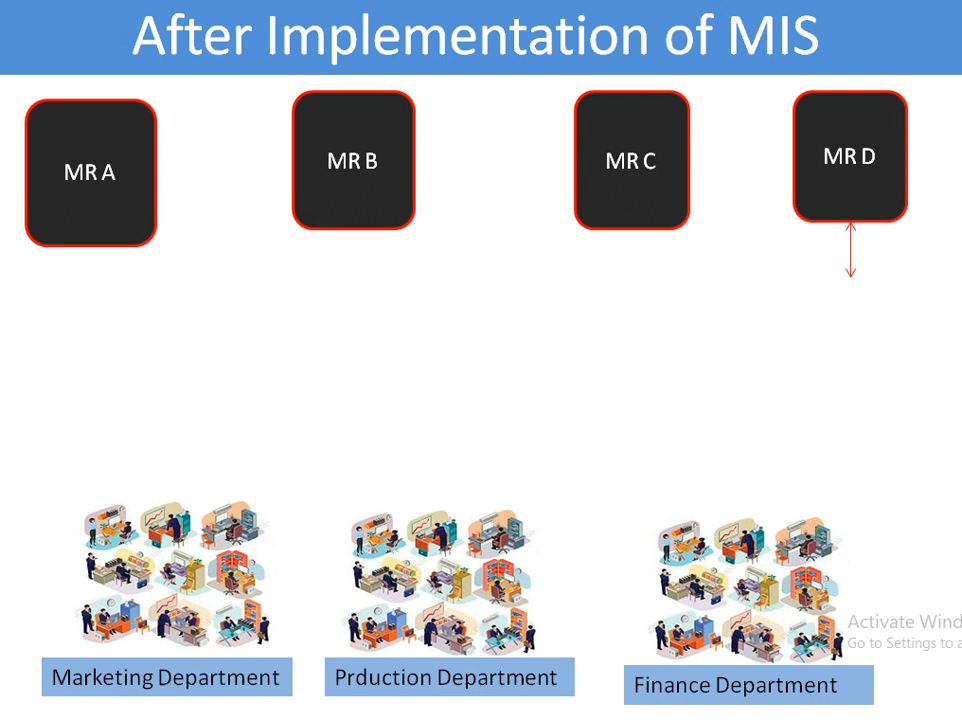 After Implementation of MIS
MR A
MR B
MR C
MR D
Activate Wind
Go to Settings to a
Marketing Department
Prduction Department
Finance Department